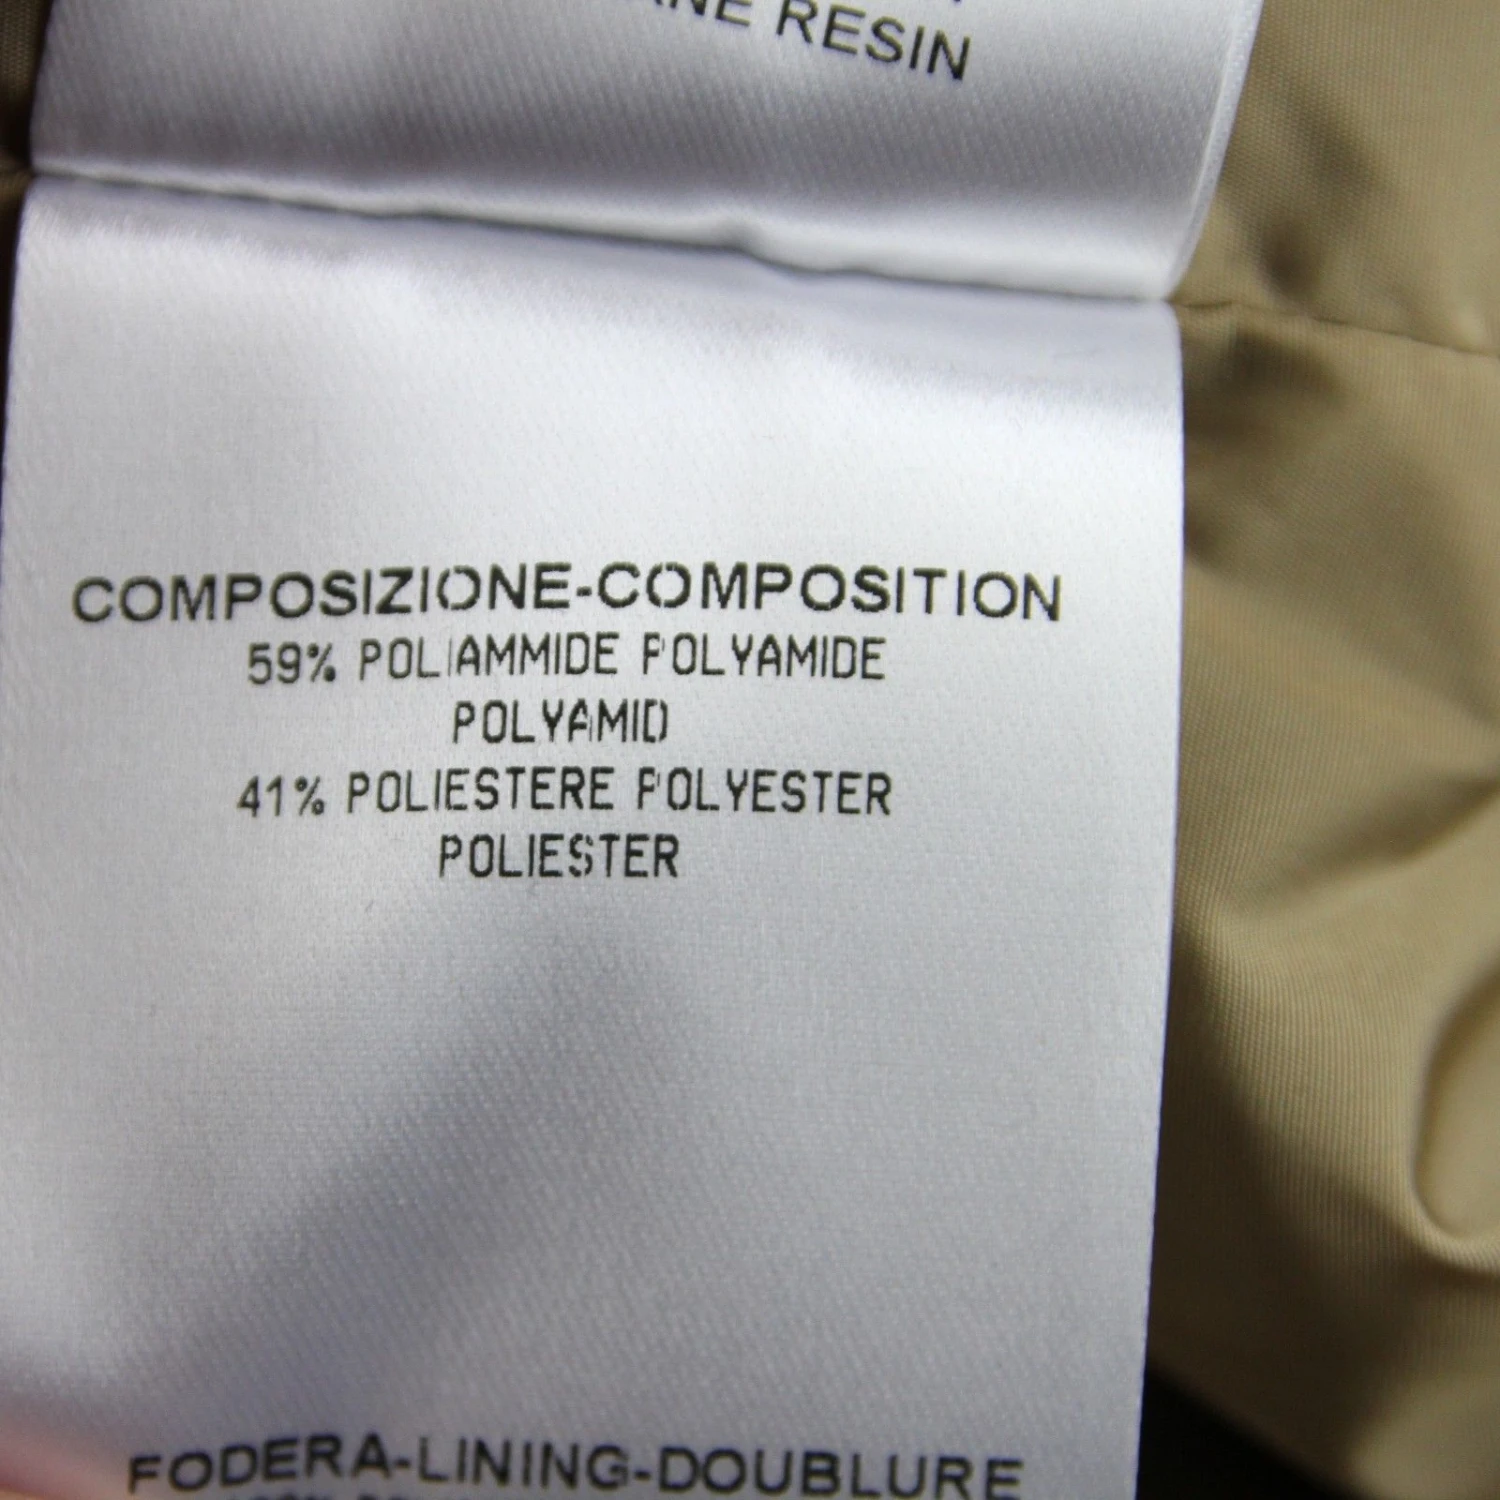 RESIN
COMPOSIZIONE-COMPOSITION
59% POLIAMMIDE POLYAMIDE
POLYAMID
41% POLIESTERE POLYESTER
POLIESTER
FODERA-LINING-DOUBLURE